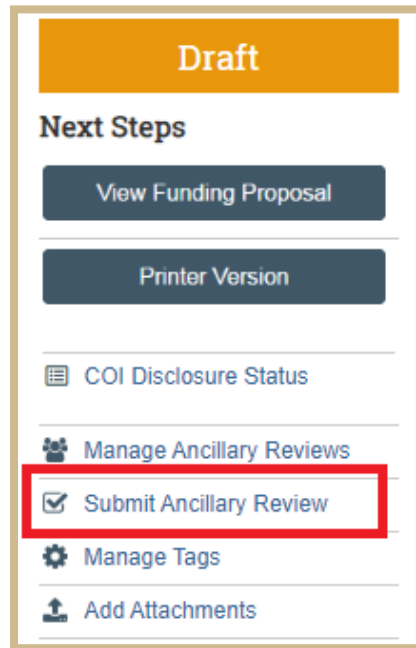 Draft
Next Steps
View Funding Proposal
Printer Version
COI Disclosure Status
Manage Ancillary Reviews
Submit Ancillary Review
Manage Tags
Add Attachments